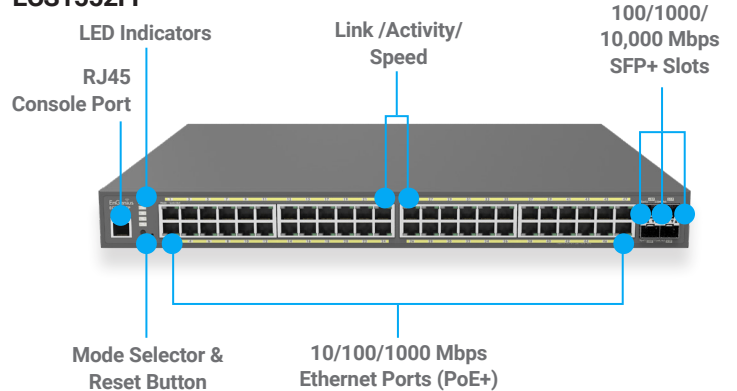 LED Indicators
Link /Activity/
Speed
100/1000/
10,000 Mbps
SFP+ Slots
RJ45
Console Port
EnGenius
Mode Selector &
Reset Button
10/100/1000 Mbps
Ethernet Ports (PoE+)